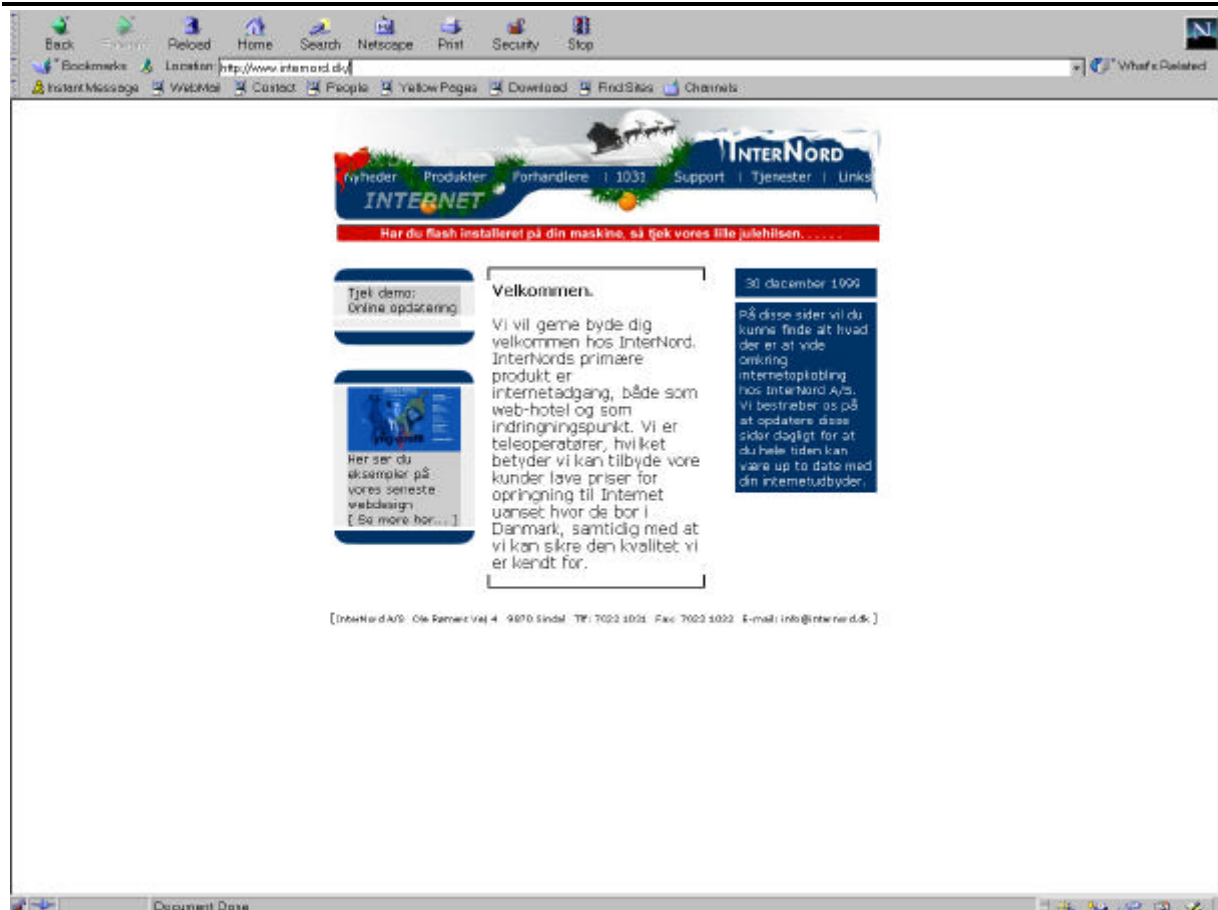 Back Forward Reload Home Search Netscape Print Security Stop
N
Bookmarks Location: http://www.internord.dk/ What's Related
Instant Message WebMail Contact People Yellow Pages Download Find Sites Channels
INTERNORD
Nyheder Produkter Forhandlere | 1031 Support | Tjenester | Links
INTERNET
Har du flash installeret på din maskine, så tjek vores lille julehilsen. . . . . .
Tjek demo:
Online opdatering
Her ser du
eksempler på
vores seneste
webdesign
[ Se mere her... ]
Velkommen.
Vi vil gerne byde dig
velkommen hos InterNord.
InterNords primære
produkt er
internetadgang, både som
web-hotel og som
indringningspunkt. Vi er
teleoperatører, hvilket
betyder vi kan tilbyde vore
kunder lave priser for
opringning til Internet
uanset hvor de bor i
Danmark, samtidig med at
vi kan sikre den kvalitet vi
er kendt for.
30 december 1999
På disse sider vil du
kunne finde alt hvad
der er at vide
omkring
internetopkobling
hos InterNord A/S.
Vi bestræber os på
at opdatere disse
sider dagligt for at
du hele tiden kan
være up to date med
din internetudbyder.
[InterNord A/S Ole Rømers Vej 4 9870 Sindal Tlf: 7022 1031 Fax: 7022 1032 E-mail: info@internord.dk ]
Document Done